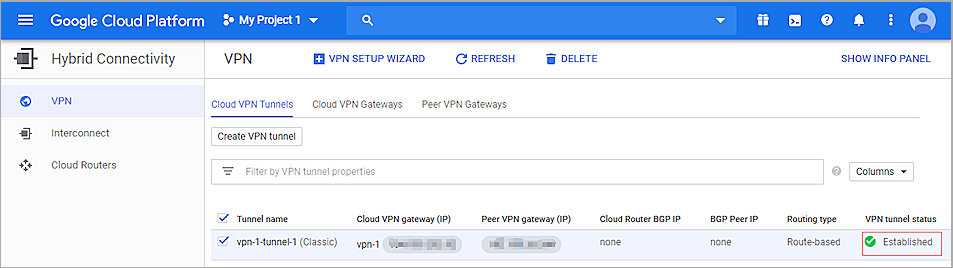 Google Cloud Platform My Project 1
Hybrid Connectivity VPN VPN SETUP WIZARD REFRESH DELETE SHOW INFO PANEL
VPN
Interconnect
Cloud Routers
Cloud VPN Tunnels Cloud VPN Gateways Peer VPN Gateways
Create VPN tunnel
Filter by VPN tunnel properties Columns
Tunnel name Cloud VPN gateway (IP) Peer VPN gateway (IP) Cloud Router BGP IP BGP Peer IP Routing type VPN tunnel status
vpn-1-tunnel-1 (Classic) vpn-1 none none Route-based Established